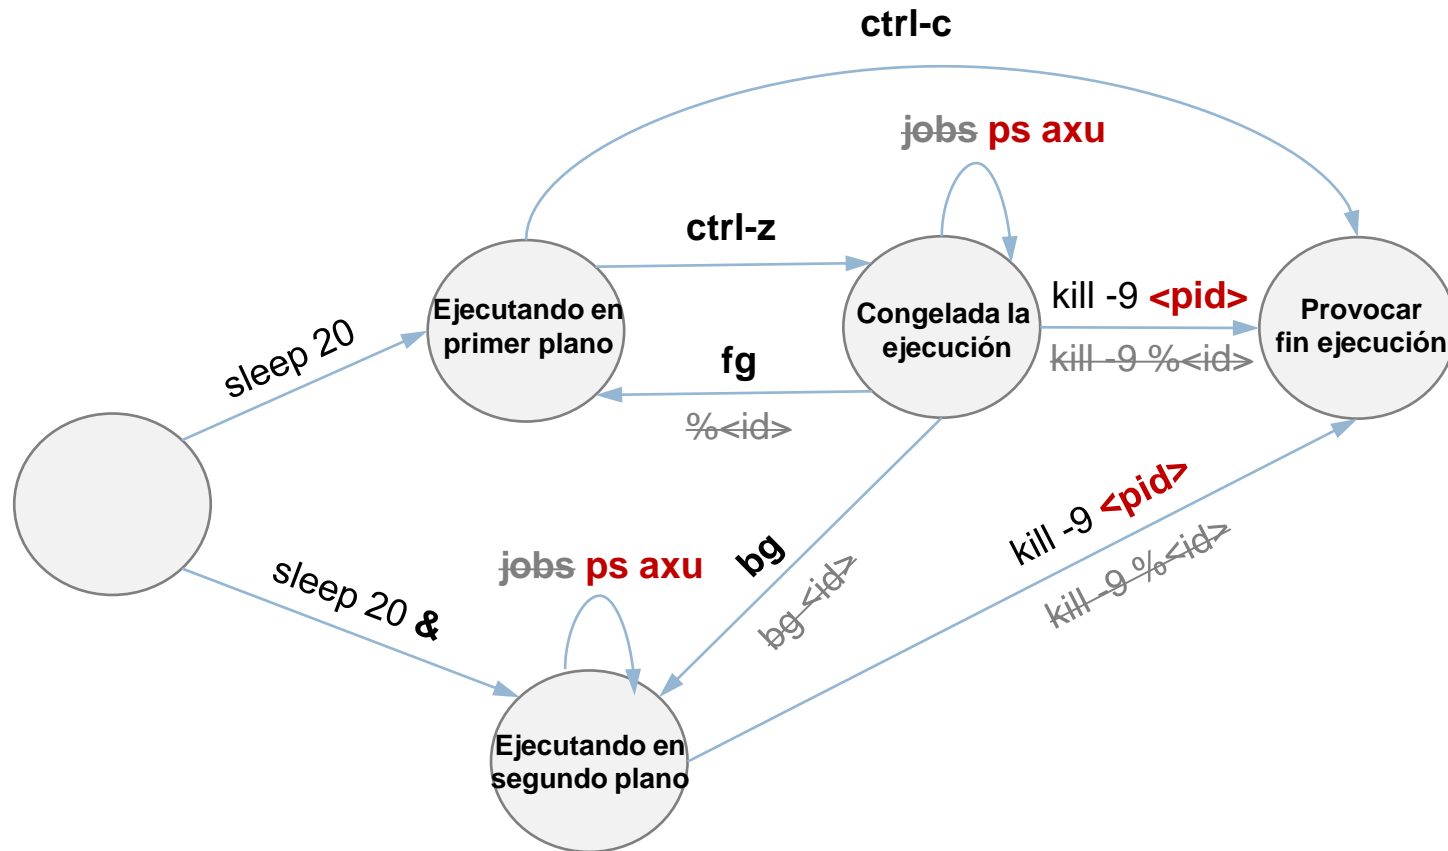 ctrl-c
jobs ps axu
ctrl-z
Ejecutando en
primer plano
Congelada la
ejecución
kill -9 <pid>
kill -9 %<id>
Provocar
fin ejecución
sleep 20
fg
%<id>
bg
bg <id>
kill -9 <pid>
kill -9 %<id>
sleep 20 &
jobs ps axu
Ejecutando en
segundo plano